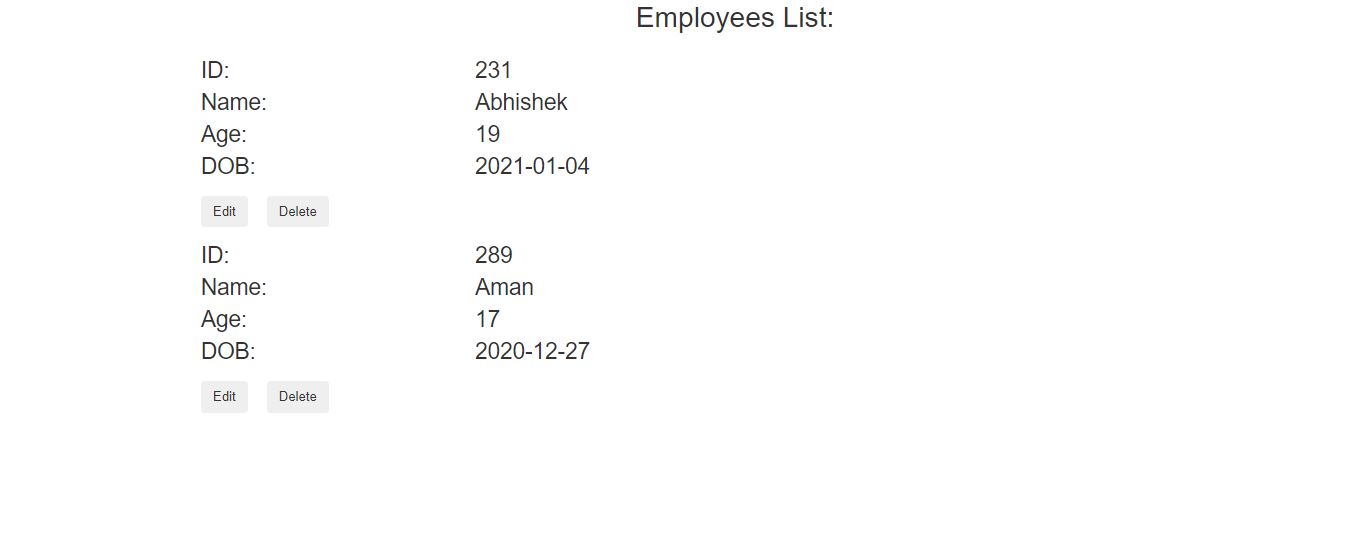 Employees List:
ID: 231
Name: Abhishek
Age: 19
DOB: 2021-01-04
Edit Delete
ID: 289
Name: Aman
Age: 17
DOB: 2020-12-27
Edit Delete